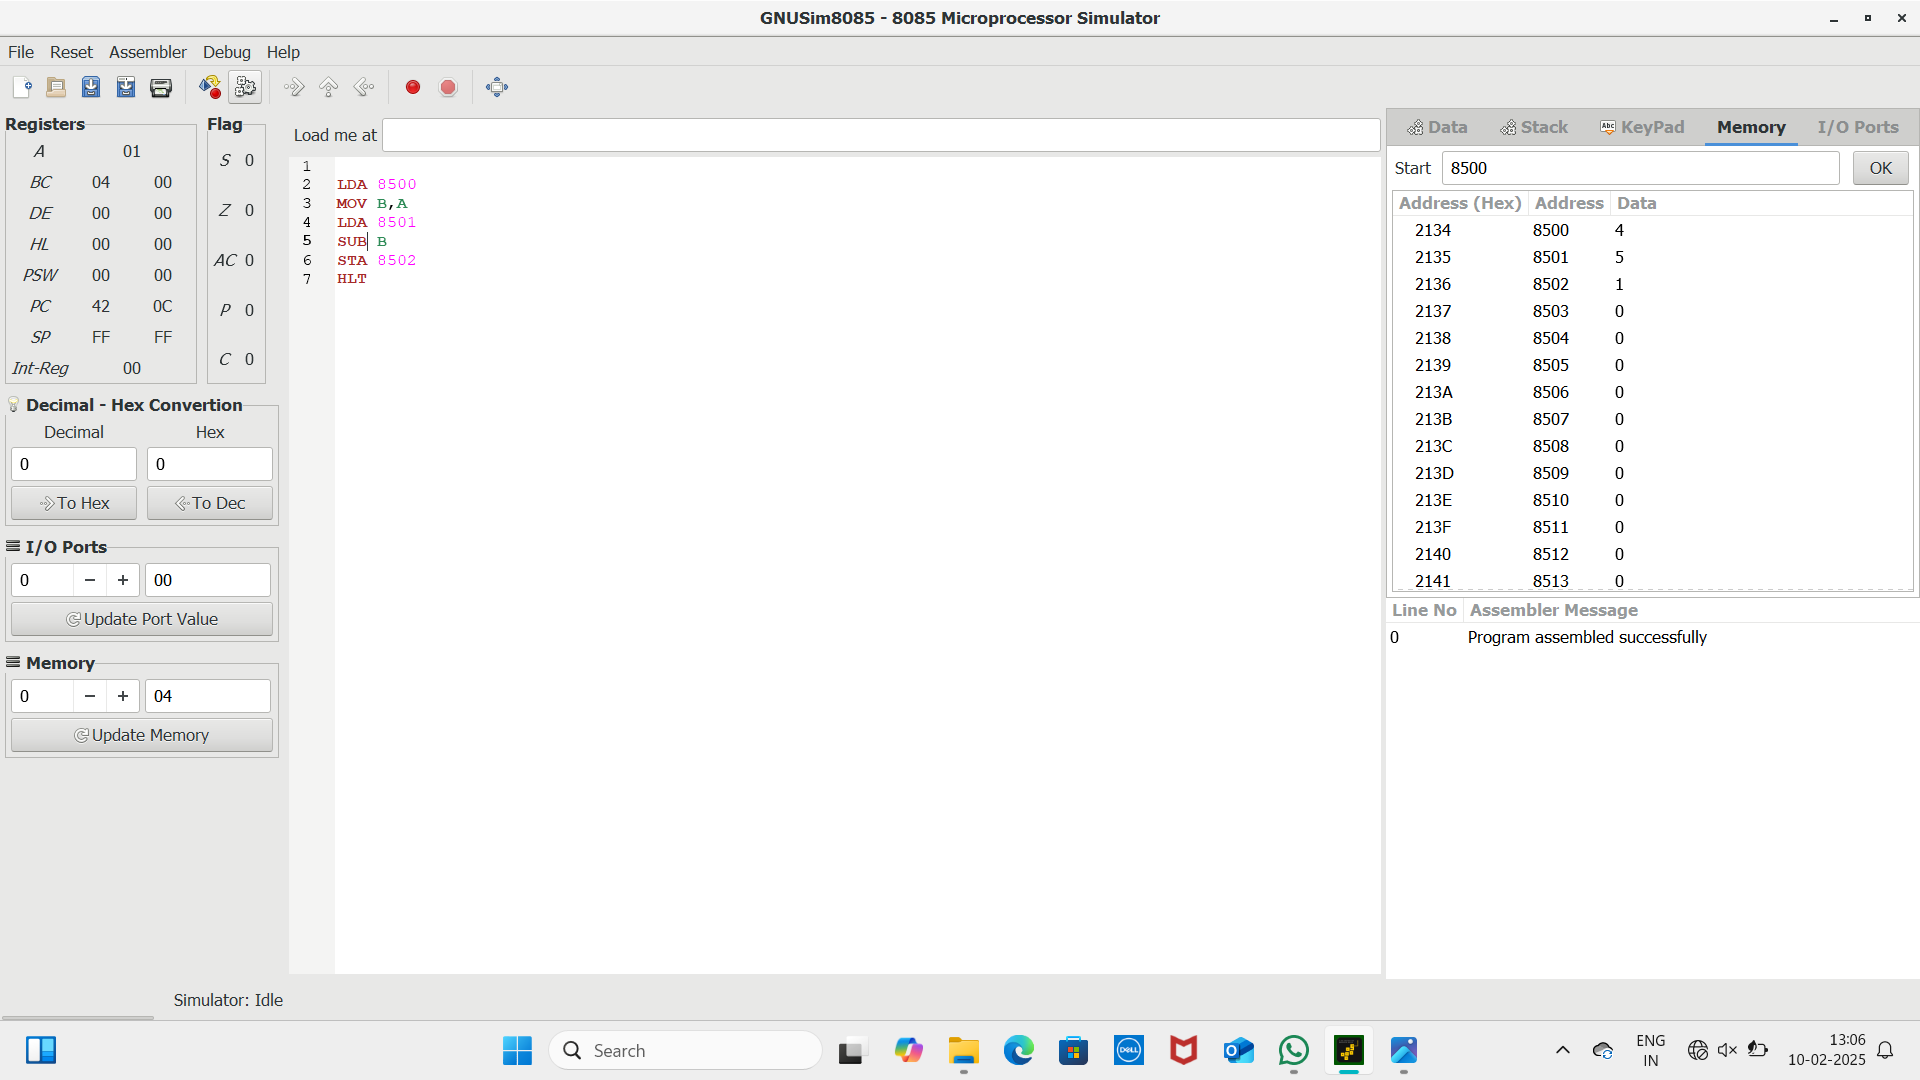 GNUSim8085 - 8085 Microprocessor Simulator
File Reset Assembler Debug Help
Registers
A 01
BC 04 00
DE 00 00
HL 00 00
PSW 00 00
PC 42 0C
SP FF FF
Int-Reg 00
Flag
S 0
Z 0
AC 0
P 0
C 0
Decimal - Hex Convertion
Decimal Hex
0 0
To Hex To Dec
I/O Ports
0 − + 00
Update Port Value
Memory
0 − + 04
Update Memory
Load me at
1
2 LDA 8500
3 MOV B,A
4 LDA 8501
5 SUB B
6 STA 8502
7 HLT
Data Stack Abc KeyPad Memory I/O Ports
Start 8500 OK
Address (Hex) Address Data
2134 8500 4
2135 8501 5
2136 8502 1
2137 8503 0
2138 8504 0
2139 8505 0
213A 8506 0
213B 8507 0
213C 8508 0
213D 8509 0
213E 8510 0
213F 8511 0
2140 8512 0
2141 8513 0
Line No Assembler Message
0 Program assembled successfully
Simulator: Idle
Search
DELL
ENG
IN
13:06
10-02-2025